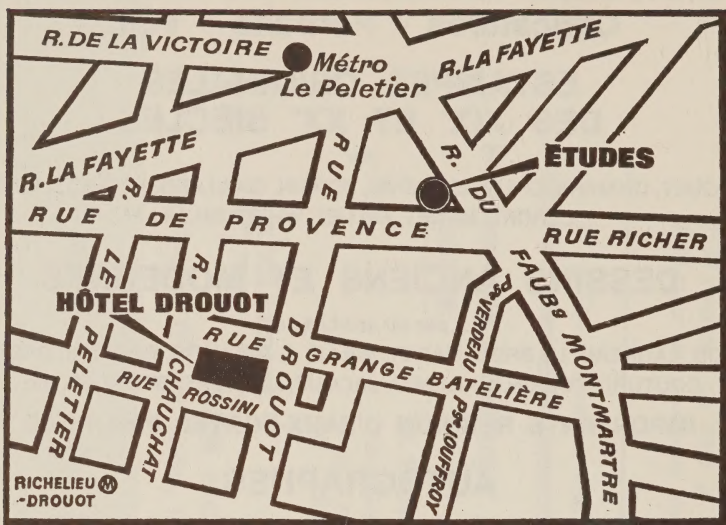 R. DE LA VICTOIRE
Métro
Le Peletier
R. LA FAYETTE
R. LA FAYETTE
R. DU FAUBG MONTMARTRE
ÉTUDES
RUE DE PROVENCE
RUE
RUE RICHER
R. LE PELETIER
R. CHAUCHAT
HÔTEL DROUOT
RUE DROUOT
RUE GRANGE BATELIÈRE
PGE VERDEAU
RUE ROSSINI
PGE JOUFFROY
RICHELIEU M
-DROUOT